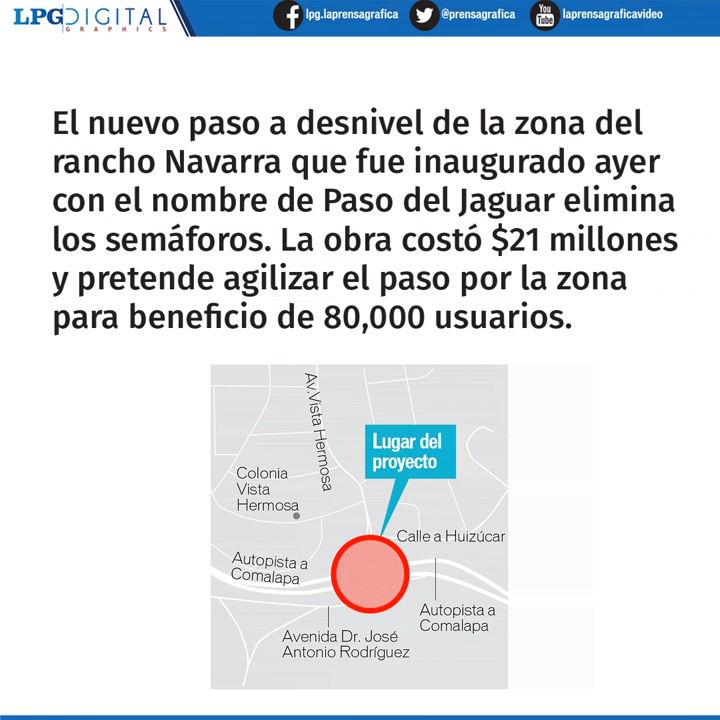 LPGDIGITAL
GRAPHICS
lpg.laprensagrafica
@prensagrafica
You Tube
laprensagraficavideo
El nuevo paso a desnivel de la zona del
rancho Navarra que fue inaugurado ayer
con el nombre de Paso del Jaguar elimina
los semáforos. La obra costó $21 millones
y pretende agilizar el paso por la zona
para beneficio de 80,000 usuarios.
Av.Vista Hermosa
Lugar del
proyecto
Colonia
Vista
Hermosa
Calle a Huizúcar
Autopista a
Comalapa
Autopista a
Comalapa
Avenida Dr. José
Antonio Rodríguez